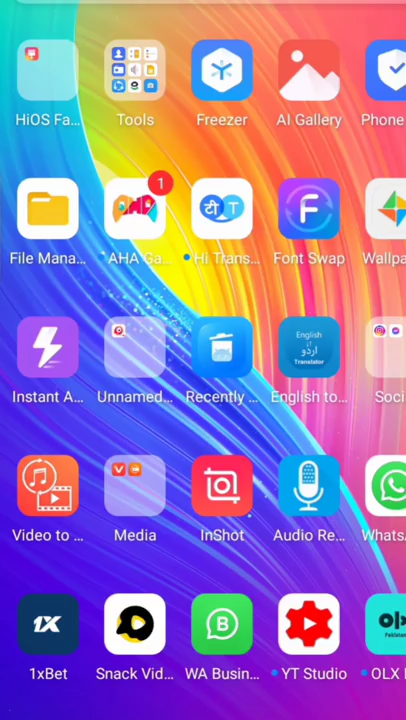 HiOS Fa...
Tools
Freezer
AI Gallery
Phone
1
AHA
टी T
F
File Mana...
AHA Ga...
Hi Trans...
Font Swap
Wallpa
English
اردو
Translator
Instant A...
Unnamed...
Recently ...
English to...
Soci
Video to ...
Media
InShot
Audio Re...
WhatsA
1X
B
olx
Pakistan
1xBet
Snack Vid...
WA Busin...
YT Studio
OLX